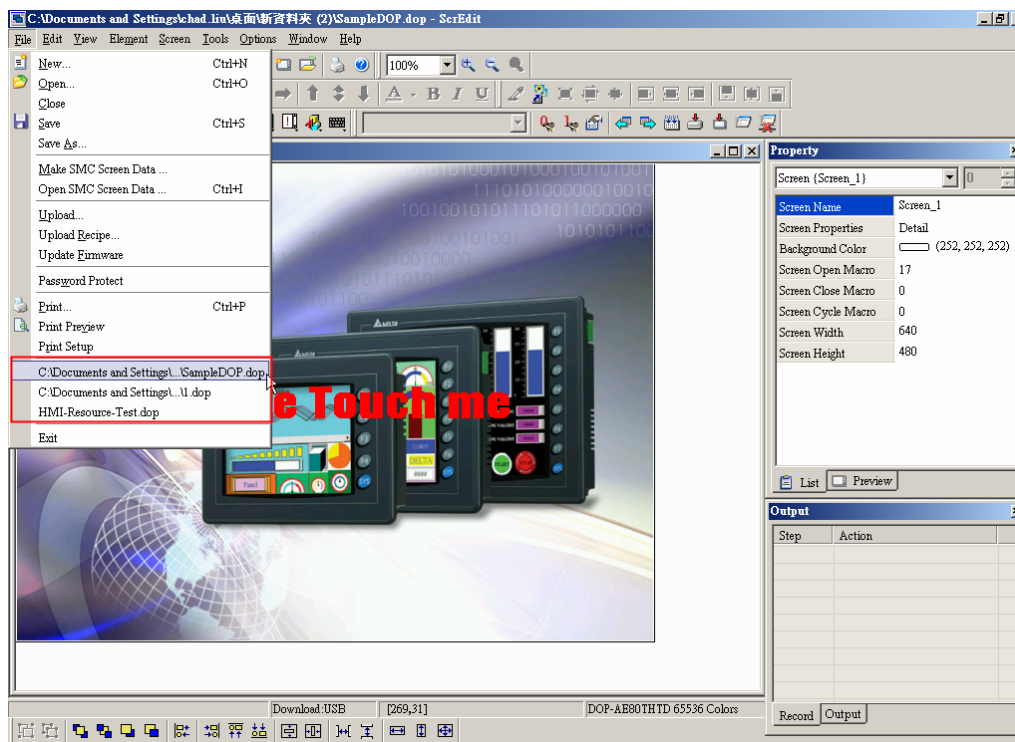 C:\Documents and Settings\chad.liu\桌面\新資料夾 (2)\SampleDOP.dop - ScrEdit
File Edit View Element Screen Tools Options Window Help
New... Ctrl+N
Open... Ctrl+O
Close
Save Ctrl+S
Save As...
Make SMC Screen Data ...
Open SMC Screen Data ... Ctrl+I
Upload...
Upload Recipe...
Update Firmware
Password Protect
Print... Ctrl+P
Print Preview
Print Setup
C:\Documents and Settings\...\SampleDOP.dop
C:\Documents and Settings\...\1.dop
HMI-Resource-Test.dop
Exit
100%
A B I U
111010100000010010
1001001010111010111000000
DELTA
DELTA
e Touch me
DELTA
Panel
START
Property
Screen {Screen_1} 0
Screen Name Screen_1
Screen Properties Detail
Background Color (252, 252, 252)
Screen Open Macro 17
Screen Close Macro 0
Screen Cycle Macro 0
Screen Width 640
Screen Height 480
List Preview
Output
Step Action
Record Output
Download:USB [269,31] DOP-AE80THTD 65536 Colors